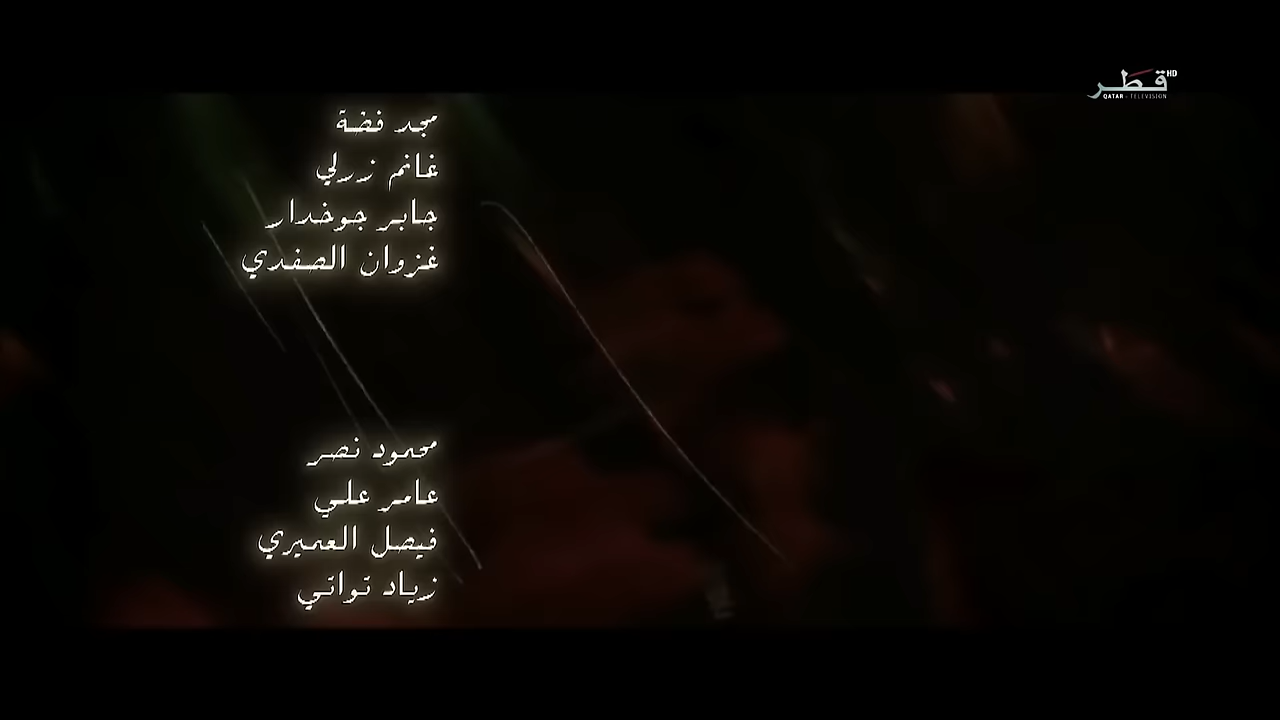 قطر HD
QATAR - TELEVISION
مجد فضة
غانم زرلي
جابر جوخدار
غزوان الصفدي
محمود نصر
عامر علي
فيصل العميري
زياد تواتي